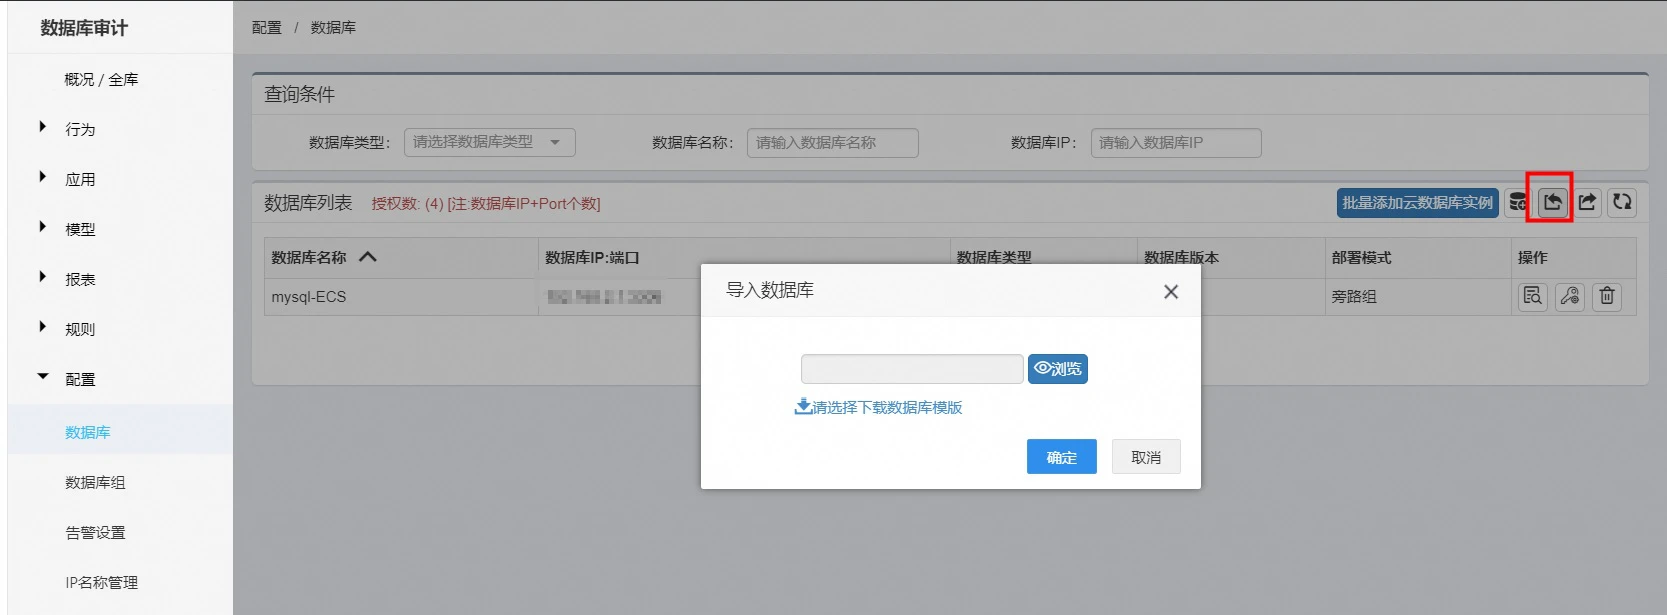 数据库审计
概况 / 全库
行为
应用
模型
报表
规则
配置
数据库
数据库组
告警设置
IP名称管理
配置 / 数据库
查询条件
数据库类型： 请选择数据库类型 数据库名称： 请输入数据库名称 数据库IP： 请输入数据库IP
数据库列表 授权数: (4) [注:数据库IP+Port个数] 批量添加云数据库实例
数据库名称 数据库IP:端口 数据库类型 数据库版本 部署模式 操作
mysql-ECS 旁路组
导入数据库
浏览
请选择下载数据库模版
确定 取消